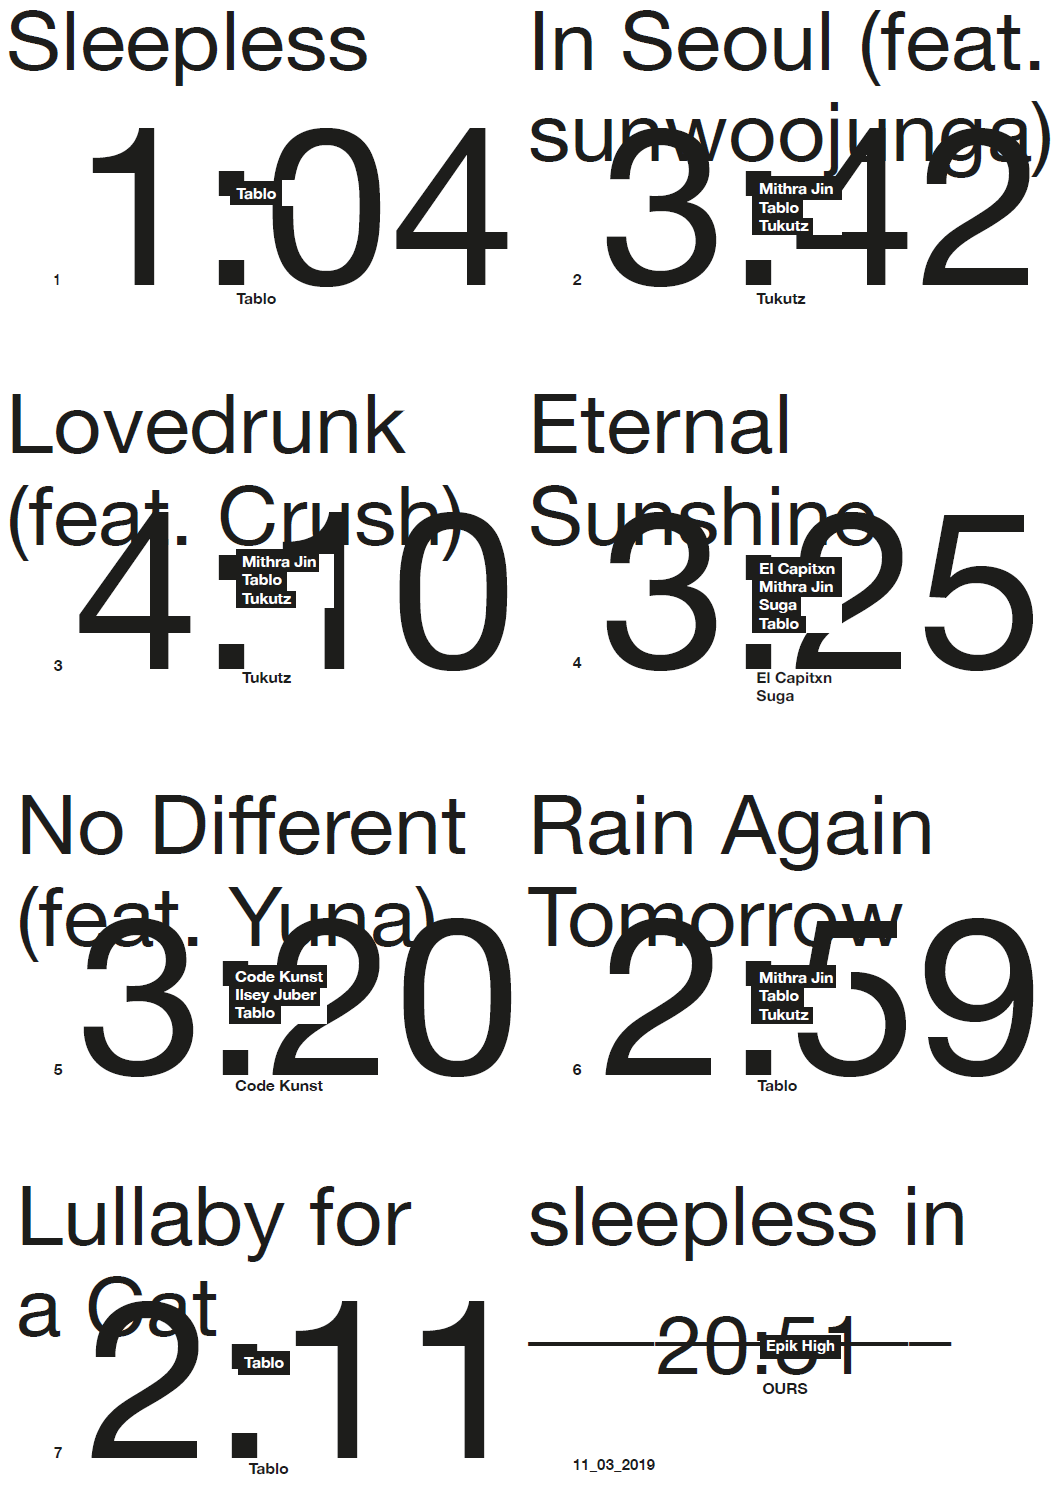 Sleepless
1:04
Tablo
1
Tablo
In Seoul (feat.
sunwoojunga)
3:42
Mithra Jin
Tablo
Tukutz
2
Tukutz
Lovedrunk
(feat. Crush)
4:10
Mithra Jin
Tablo
Tukutz
3
Tukutz
Eternal
Sunshine
3:25
El Capitxn
Mithra Jin
Suga
Tablo
4
El Capitxn
Suga
No Different
(feat. Yuna)
3:20
Code Kunst
Ilsey Juber
Tablo
5
Code Kunst
Rain Again
Tomorrow
2:59
Mithra Jin
Tablo
Tukutz
6
Tablo
Lullaby for
a Cat
2:11
Tablo
7
Tablo
sleepless in
20:51
Epik High
OURS
11_03_2019